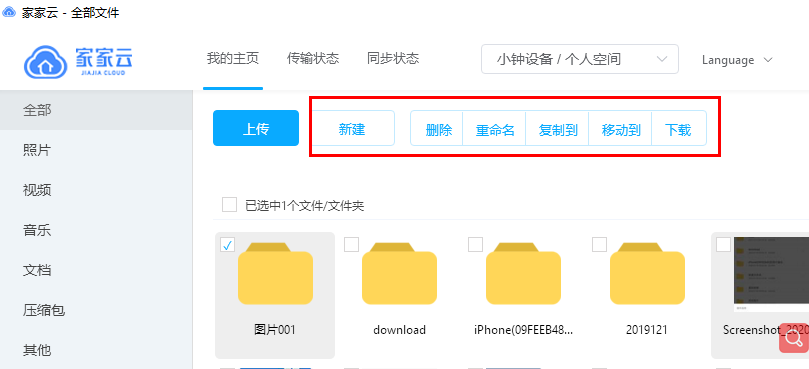 家家云 - 全部文件
家家云
JIAJIA CLOUD
我的主页 传输状态 同步状态 小钟设备 / 个人空间 Language
全部
照片
视频
音乐
文档
压缩包
其他
上传 新建 删除 重命名 复制到 移动到 下载
已选中1个文件/文件夹
图片001 download iPhone(09FEEB48... 2019121 Screenshot_2020